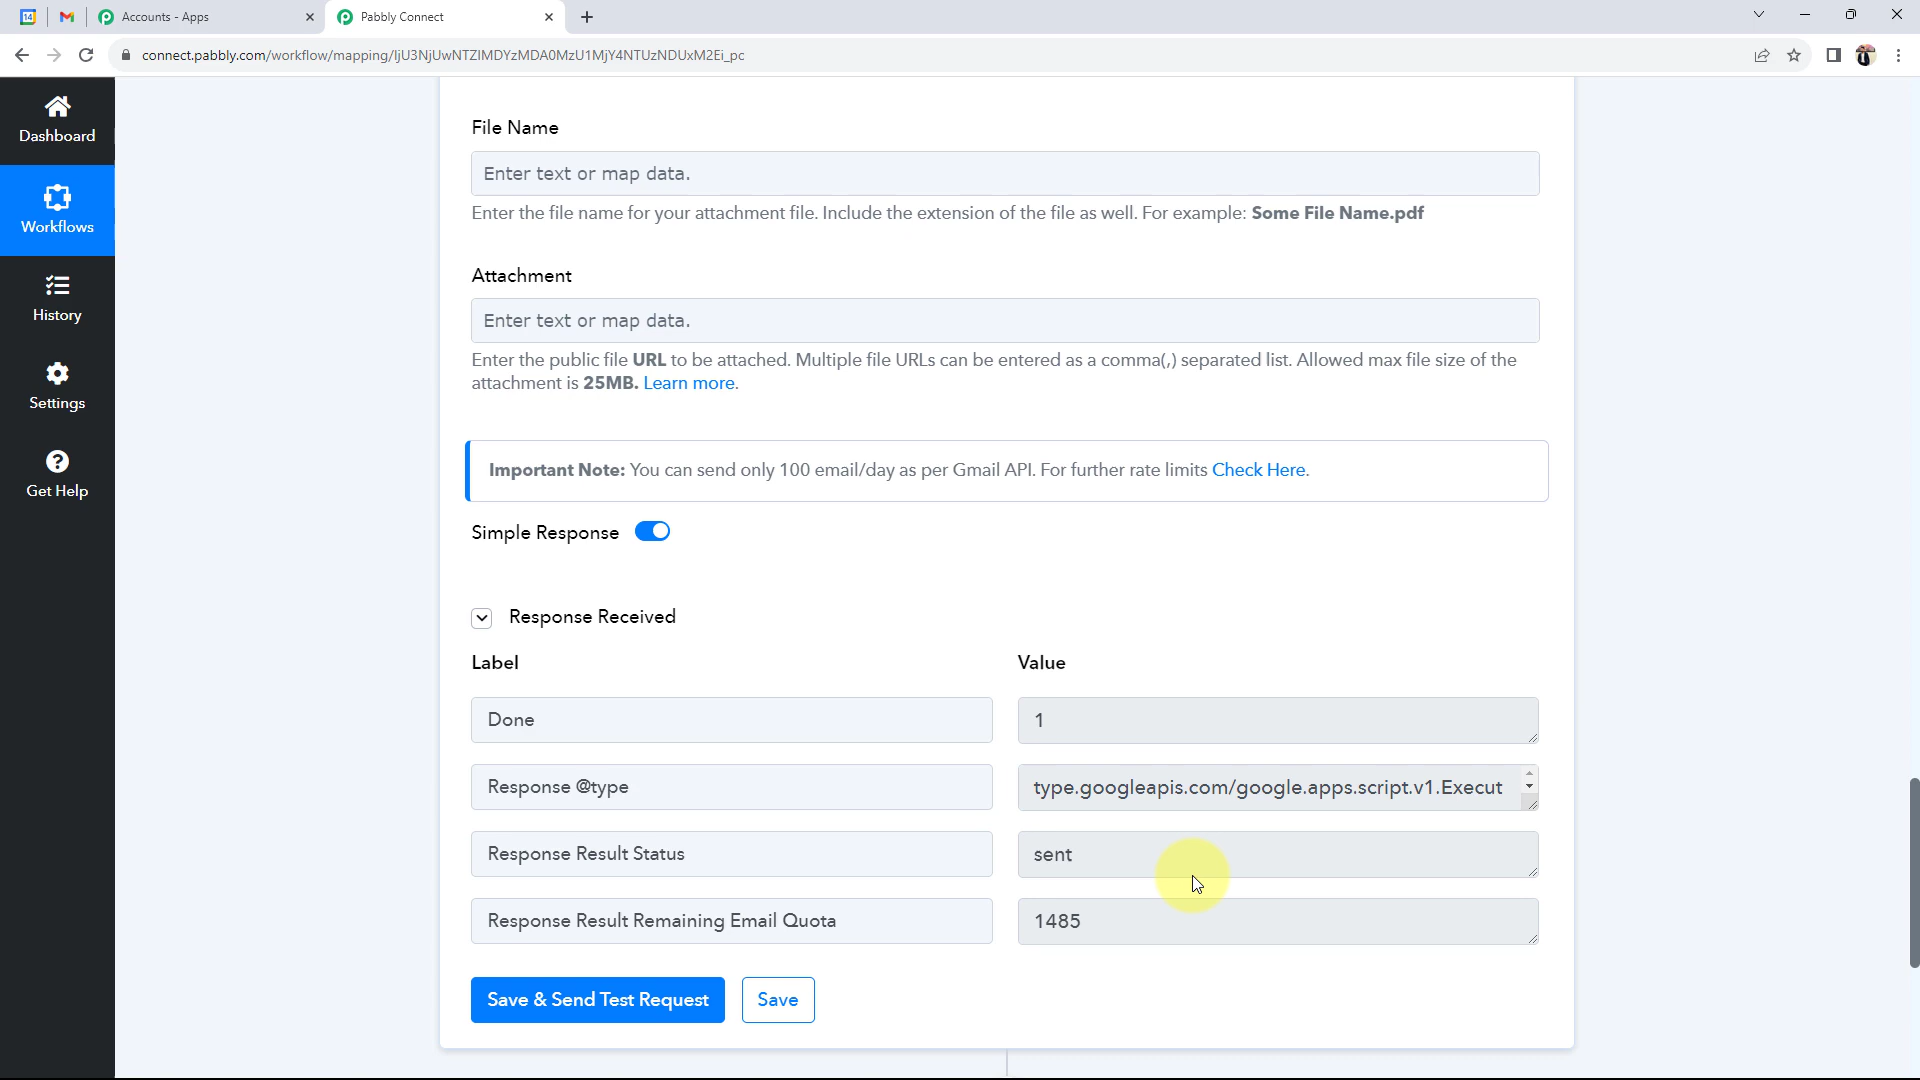 14
Accounts - Apps
Pabbly Connect
connect.pabbly.com/workflow/mapping/IjU3NjUwNTZlMDYzMDA0MzU1MjY4NTUzNDUxM2Ei_pc
Dashboard
Workflows
History
Settings
Get Help
File Name
Enter text or map data.
Enter the file name for your attachment file. Include the extension of the file as well. For example: Some File Name.pdf
Attachment
Enter text or map data.
Enter the public file URL to be attached. Multiple file URLs can be entered as a comma(,) separated list. Allowed max file size of the
attachment is 25MB. Learn more.
Important Note: You can send only 100 email/day as per Gmail API. For further rate limits Check Here.
Simple Response
Response Received
Label Value
Done 1
Response @type type.googleapis.com/google.apps.script.v1.Execut
Response Result Status sent
Response Result Remaining Email Quota 1485
Save & Send Test Request Save